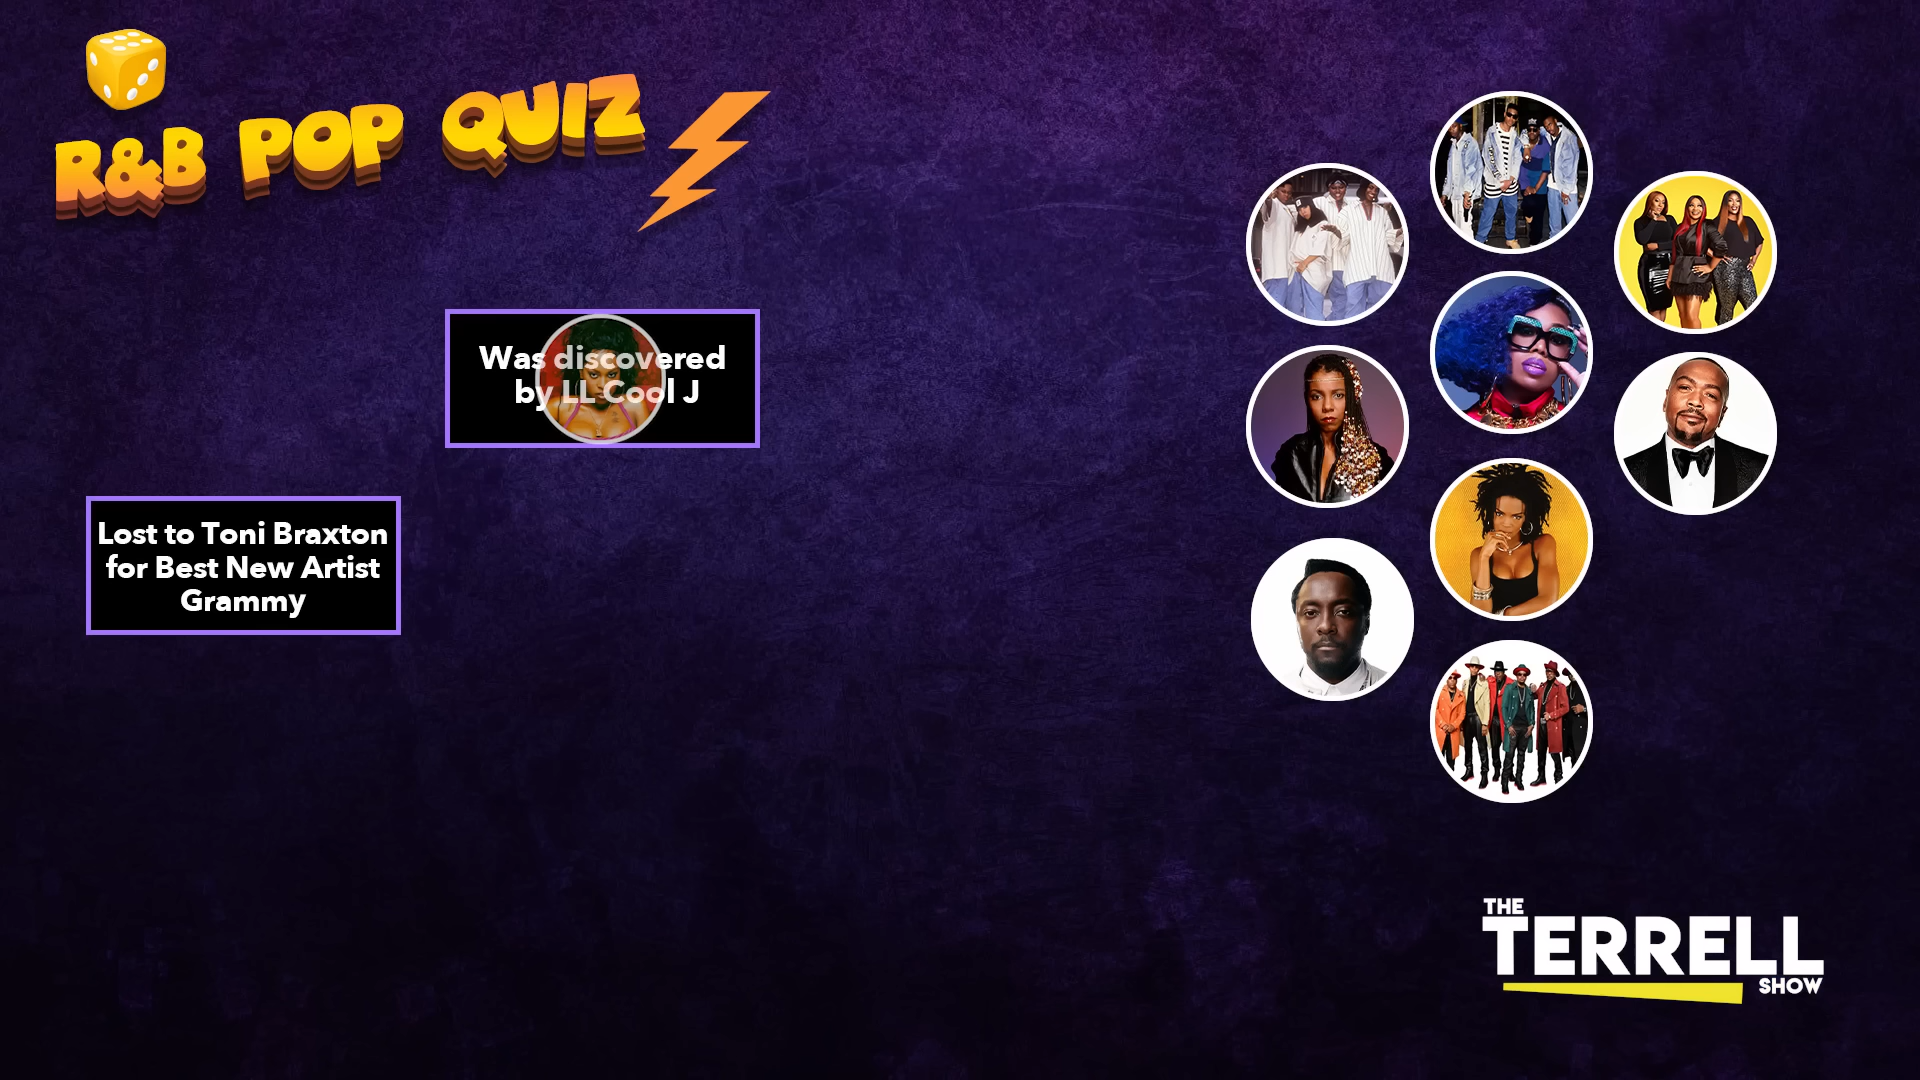 R&B POP QUIZ
Was discovered
by LL Cool J
Lost to Toni Braxton
for Best New Artist
Grammy
THE
TERRELL
SHOW